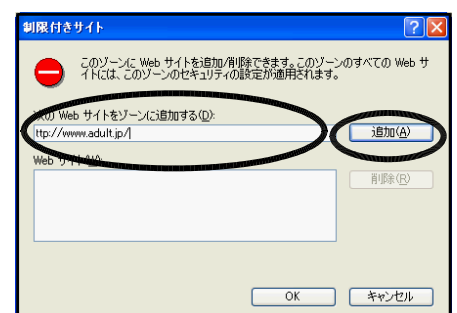 制限付きサイト
このゾーンに Web サイトを追加/削除できます。このゾーンのすべての Web サ
イトには、このゾーンのセキュリティの設定が適用されます。
次の Web サイトをゾーンに追加する(D):
ttp://www.adult.jp/
追加(A)
Web サイト(W):
削除(R)
OK
キャンセル